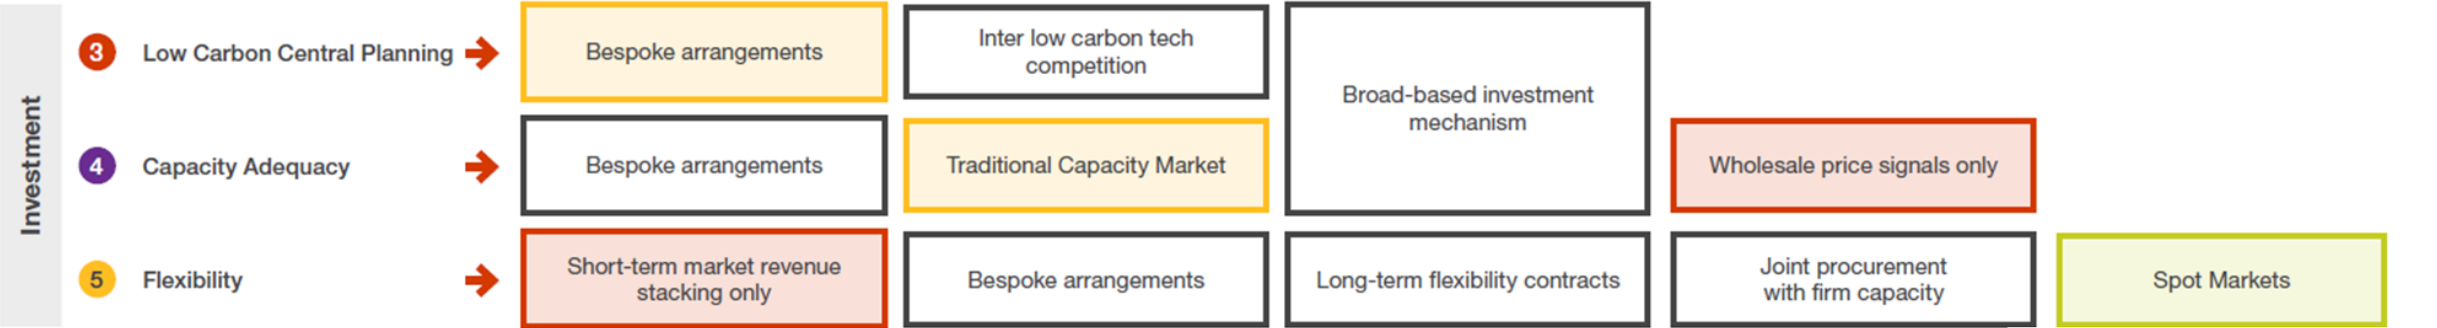 Investment
3 Low Carbon Central Planning
Bespoke arrangements
Inter low carbon tech
competition
Broad-based investment
mechanism
4 Capacity Adequacy
Bespoke arrangements
Traditional Capacity Market
Wholesale price signals only
5 Flexibility
Short-term market revenue
stacking only
Bespoke arrangements
Long-term flexibility contracts
Joint procurement
with firm capacity
Spot Markets